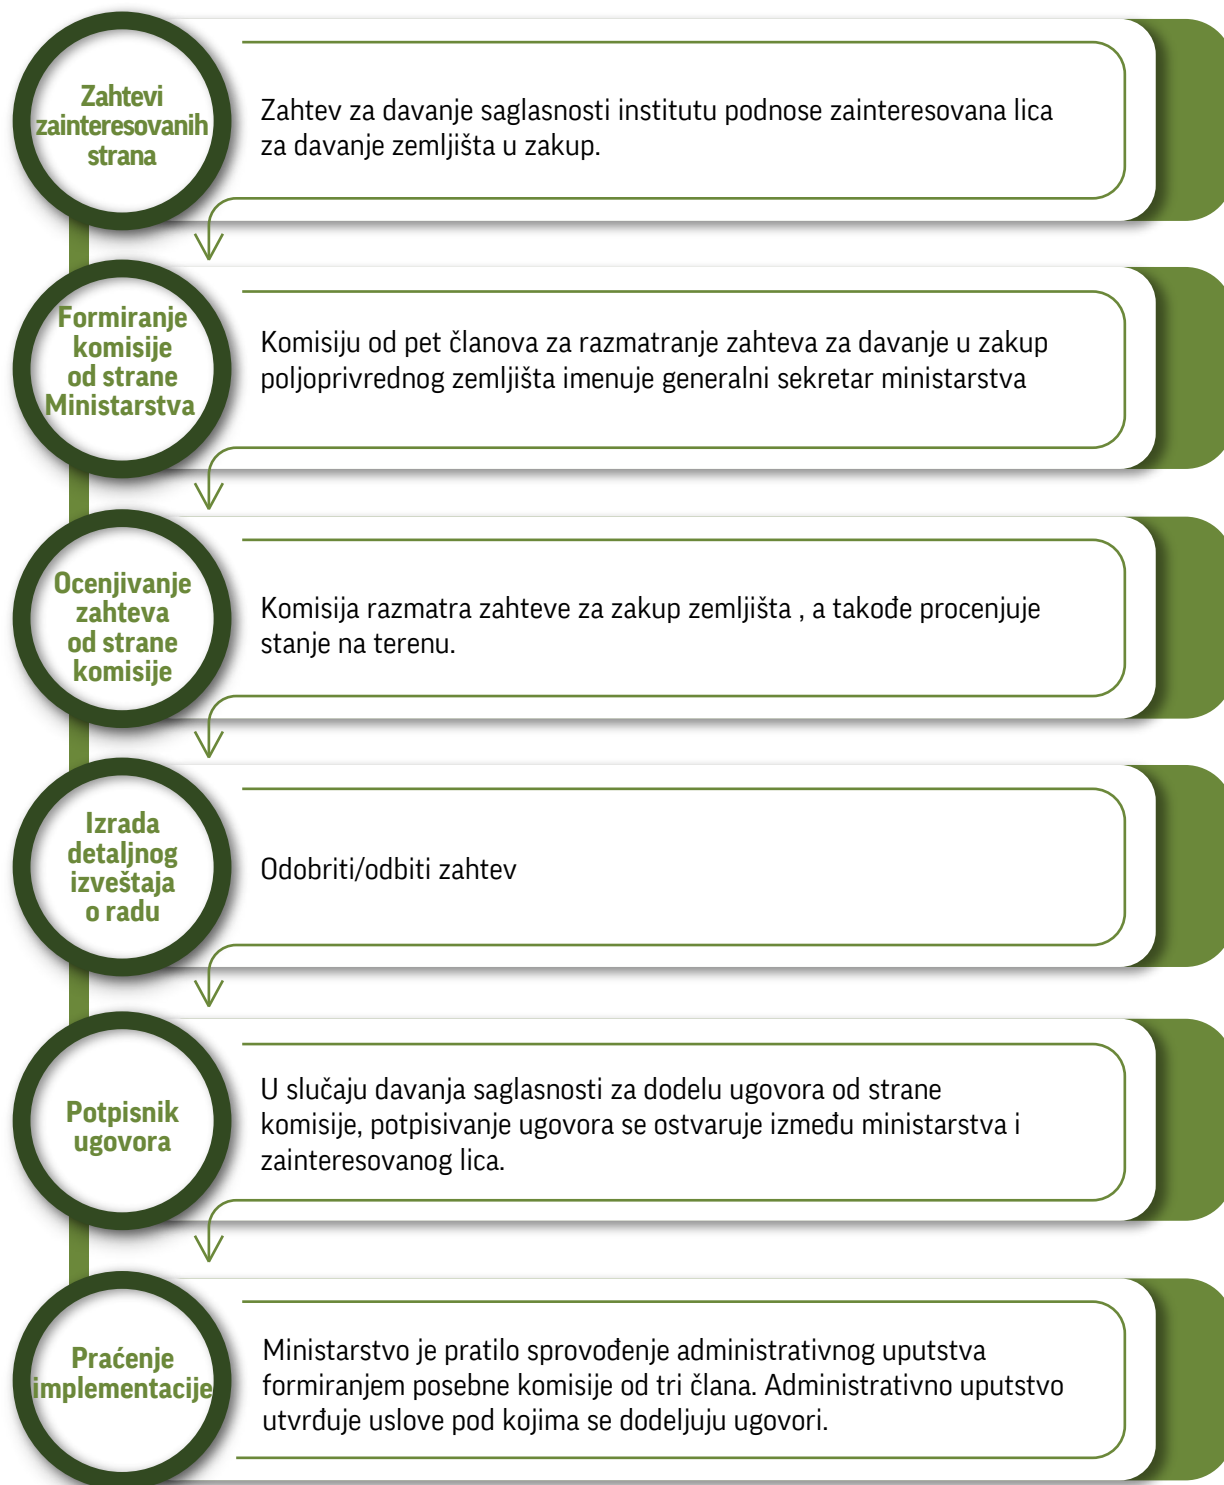 Zahtevi
zainteresovanih
strana
Zahtev za davanje saglasnosti institutu podnose zainteresovana lica
za davanje zemljišta u zakup.
Formiranje
komisije
od strane
Ministarstva
Komisiju od pet članova za razmatranje zahteva za davanje u zakup
poljoprivrednog zemljišta imenuje generalni sekretar ministarstva
Ocenjivanje
zahteva
od strane
komisije
Komisija razmatra zahteve za zakup zemljišta , a takođe procenjuje
stanje na terenu.
Izrada
detaljnog
izveštaja
o radu
Odobriti/odbiti zahtev
Potpisnik
ugovora
U slučaju davanja saglasnosti za dodelu ugovora od strane
komisije, potpisivanje ugovora se ostvaruje između ministarstva i
zainteresovanog lica.
Praćenje
implementacije
Ministarstvo je pratilo sprovođenje administrativnog uputstva
formiranjem posebne komisije od tri člana. Administrativno uputstvo
utvrđuje uslove pod kojima se dodeljuju ugovori.